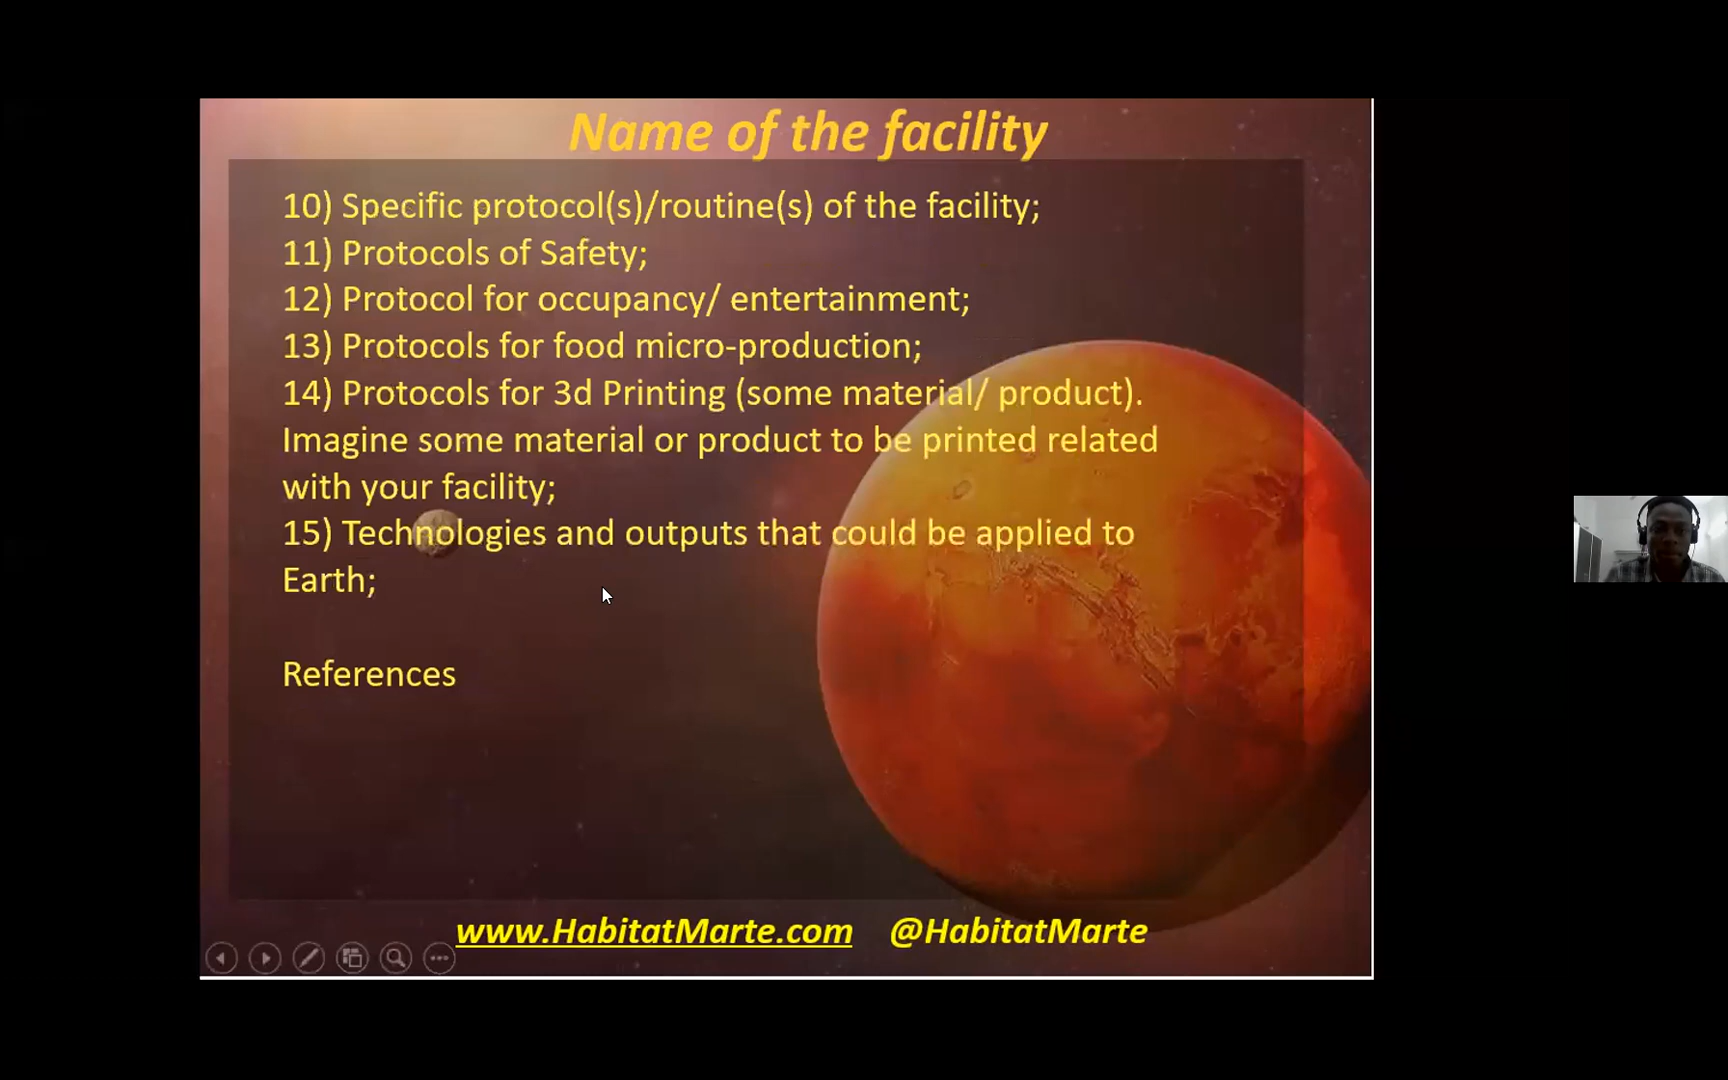 Name of the facility
10) Specific protocol(s)/routine(s) of the facility;
11) Protocols of Safety;
12) Protocol for occupancy/ entertainment;
13) Protocols for food micro-production;
14) Protocols for 3d Printing (some material/ product).
Imagine some material or product to be printed related
with your facility;
15) Technologies and outputs that could be applied to
Earth;
References
www.HabitatMarte.com @HabitatMarte